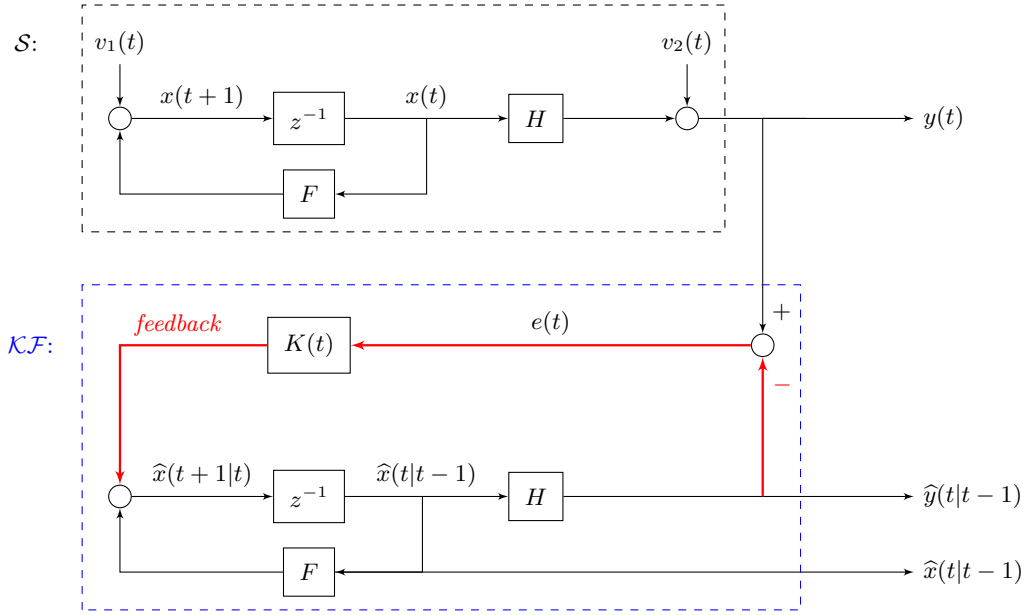 𝒮:
v₁(t)
v₂(t)
x(t + 1)
z⁻¹
x(t)
H
y(t)
F
+
feedback
K(t)
e(t)
𝒦ℱ:
−
x̂(t + 1|t)
z⁻¹
x̂(t|t − 1)
H
ŷ(t|t − 1)
F
x̂(t|t − 1)